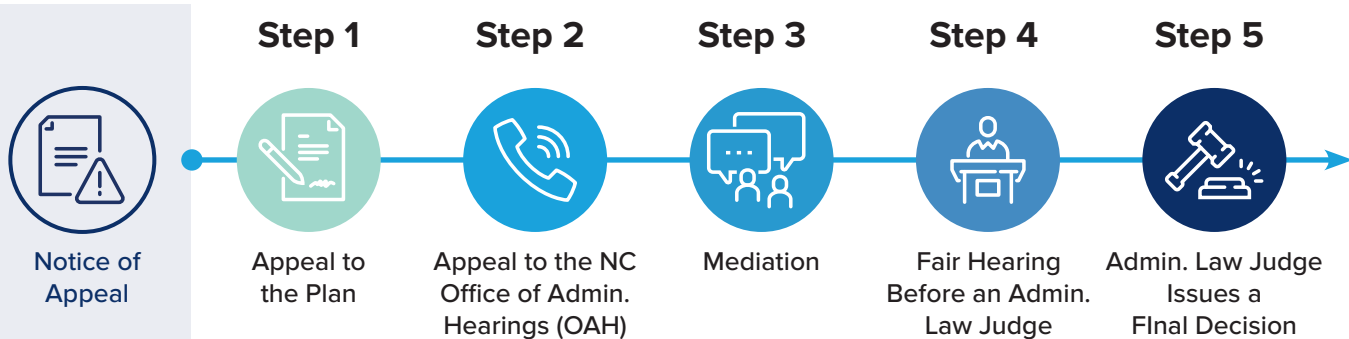 Step 1
Step 2
Step 3
Step 4
Step 5
Notice of
Appeal
Appeal to
the Plan
Appeal to the NC
Office of Admin.
Hearings (OAH)
Mediation
Fair Hearing
Before an Admin.
Law Judge
Admin. Law Judge
Issues a
FInal Decision